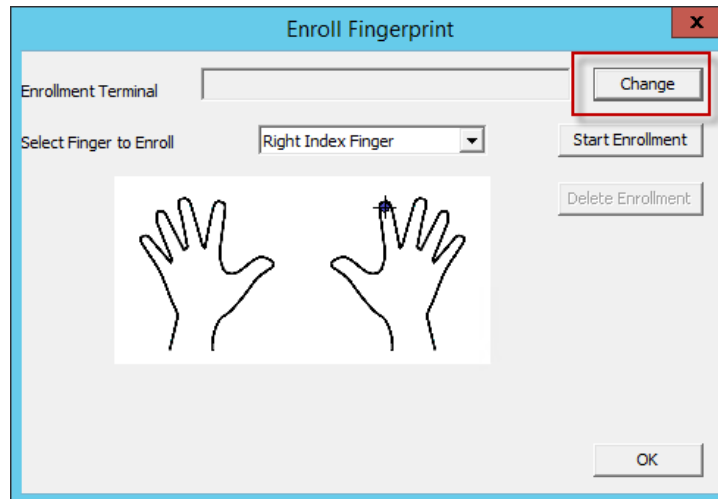 Enroll Fingerprint
x
Enrollment Terminal
Change
Select Finger to Enroll
Right Index Finger
Start Enrollment
Delete Enrollment
OK